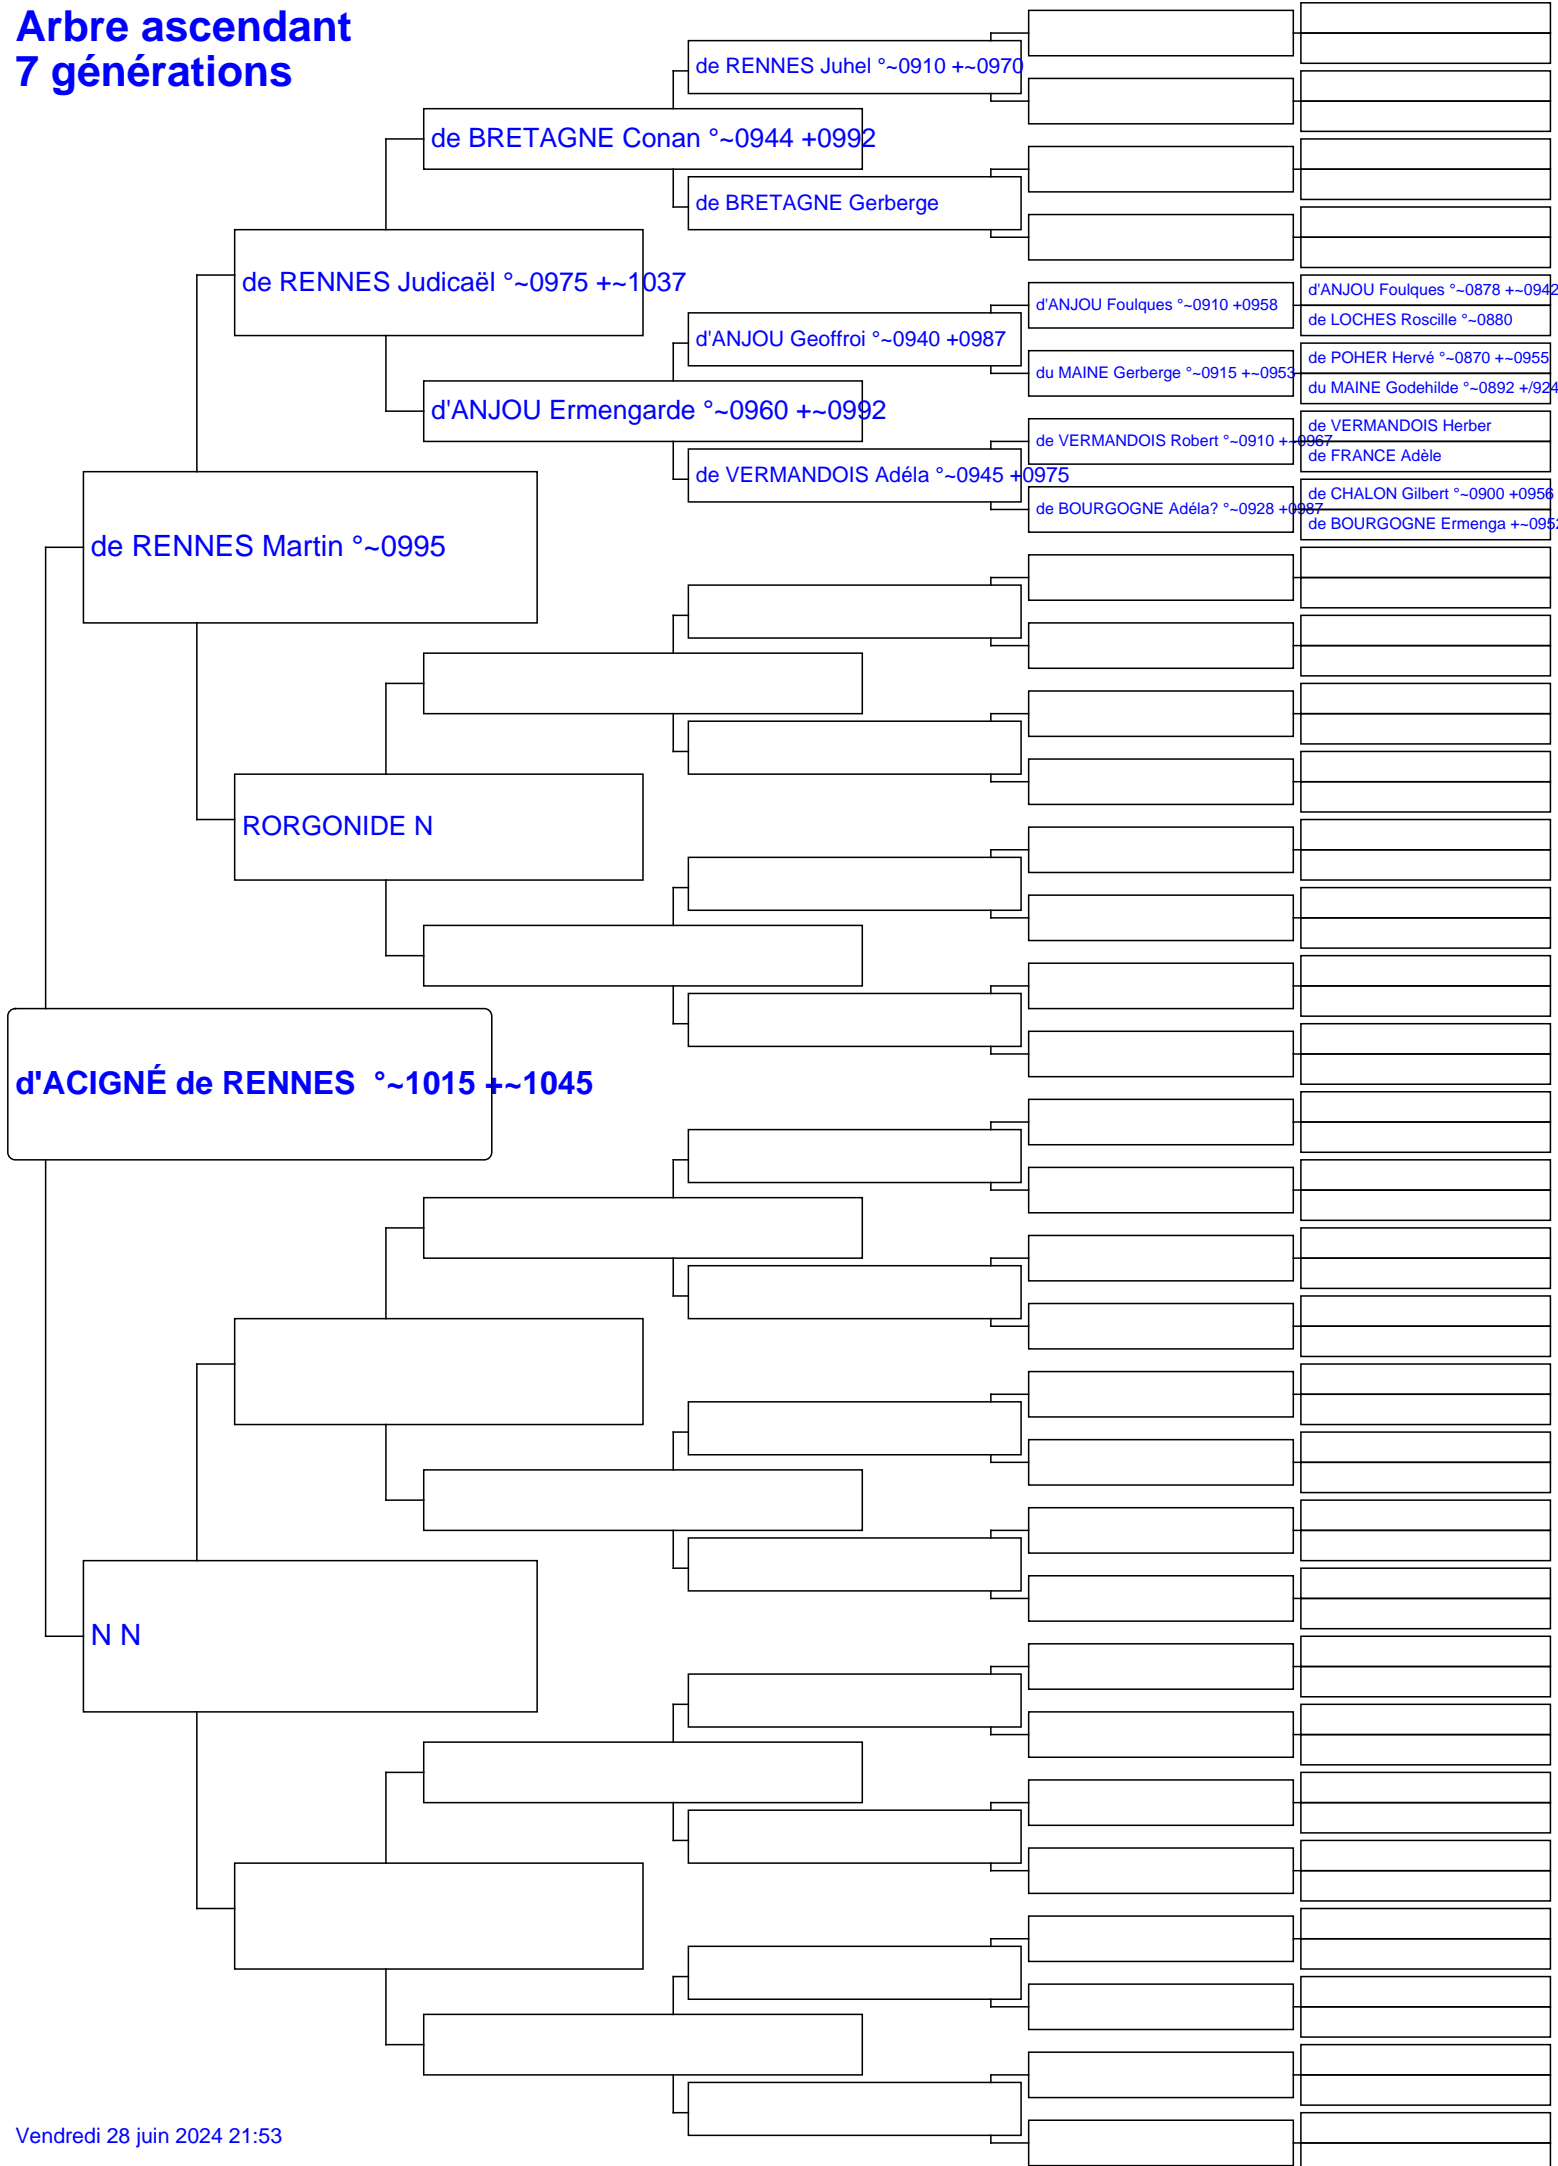 Arbre ascendant
7 générations
de RENNES Juhel °~0910 +~0970
de BRETAGNE Conan °~0944 +0992
de BRETAGNE Gerberge
de RENNES Judicaël °~0975 +~1037
d'ANJOU Foulques °~0878 +~0942
d'ANJOU Foulques °~0910 +0958
de LOCHES Roscille °~0880
d'ANJOU Geoffroi °~0940 +0987
de POHER Hervé °~0870 +~0955
du MAINE Gerberge °~0915 +~0953
du MAINE Godehilde °~0892 +/924
d'ANJOU Ermengarde °~0960 +~0992
de VERMANDOIS Herber
de VERMANDOIS Robert °~0910 +~0967
de FRANCE Adèle
de VERMANDOIS Adéla °~0945 +0975
de CHALON Gilbert °~0900 +0956
de BOURGOGNE Adéla? °~0928 +0987
de BOURGOGNE Ermenga +~0952
de RENNES Martin °~0995
RORGONIDE N
d'ACIGNÉ de RENNES  °~1015 +~1045
N N
Vendredi 28 juin 2024 21:53